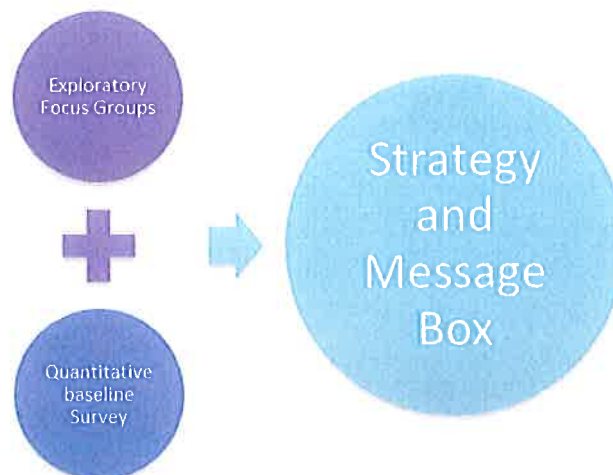 Exploratory
Focus Groups
Quantitative
baseline
Survey
Strategy
and
Message
Box